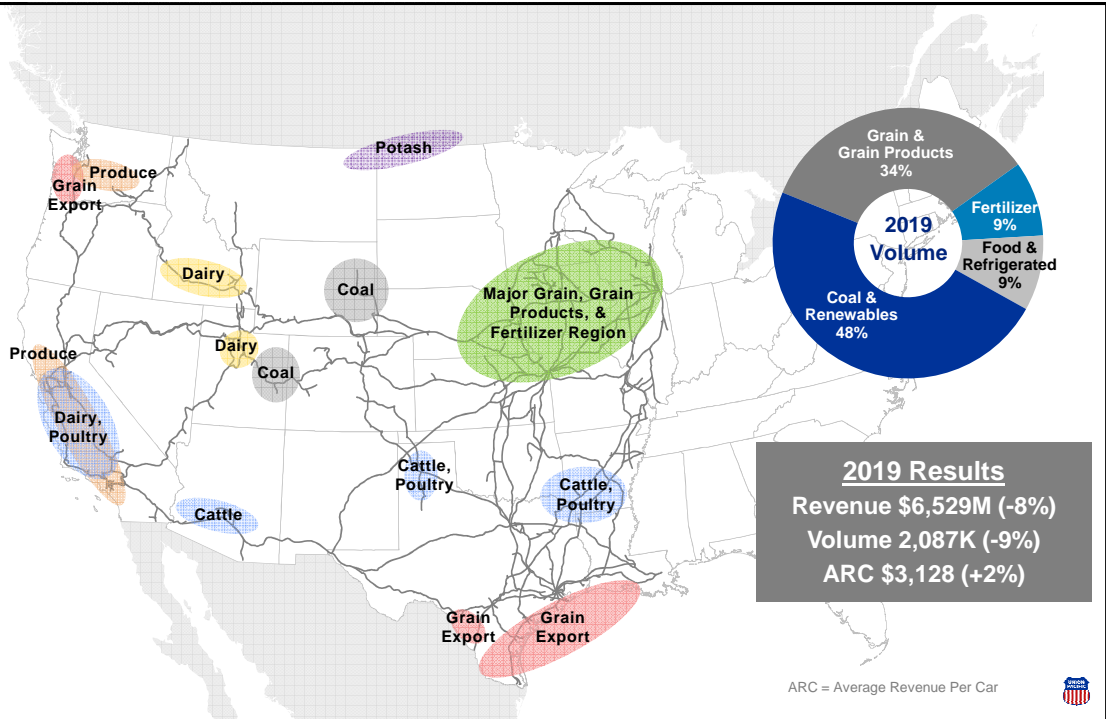 Potash
Produce
Grain
Export
Dairy
Coal
Major Grain, Grain
Products, &
Fertilizer Region
Produce
Dairy
Coal
Dairy,
Poultry
Cattle,
Poultry
Cattle,
Poultry
Cattle
Grain
Export
Grain
Export
Grain &
Grain Products
34%
Fertilizer
9%
Food &
Refrigerated
9%
Coal &
Renewables
48%
2019
Volume
2019 Results
Revenue $6,529M (-8%)
Volume 2,087K (-9%)
ARC $3,128 (+2%)
ARC = Average Revenue Per Car
UNION
PACIFIC